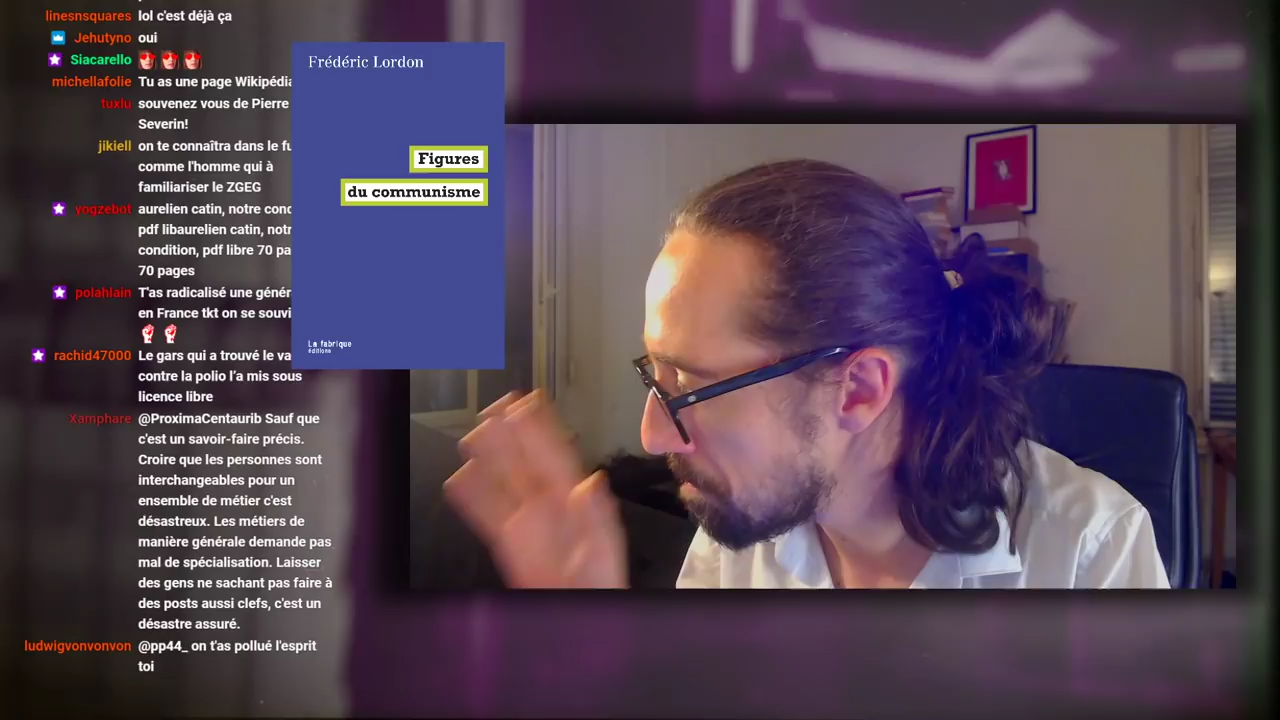 linesnsquares lol c'est déjà ça
Jehutyno oui
Siacarello
michellafolie Tu as une page Wikipédia
tuxlu souvenez vous de Pierre
Severin!
jikiell on te connaîtra dans le fu
comme l'homme qui à
familiariser le ZGEG
yogzebot aurelien catin, notre conc
pdf libaurelien catin, notr
condition, pdf libre 70 pa
70 pages
polahlain T'as radicalisé une génér
en France tkt on se souvi
rachid47000 Le gars qui a trouvé le va
contre la polio l'a mis sous
licence libre
Xamphare @ProximaCentaurib Sauf que
c'est un savoir-faire précis.
Croire que les personnes sont
interchangeables pour un
ensemble de métier c'est
désastreux. Les métiers de
manière générale demande pas
mal de spécialisation. Laisser
des gens ne sachant pas faire à
des posts aussi clefs, c'est un
désastre assuré.
ludwigvonvonvon @pp44_ on t'as pollué l'esprit
toi
Frédéric Lordon
Figures
du communisme
La fabrique
éditions